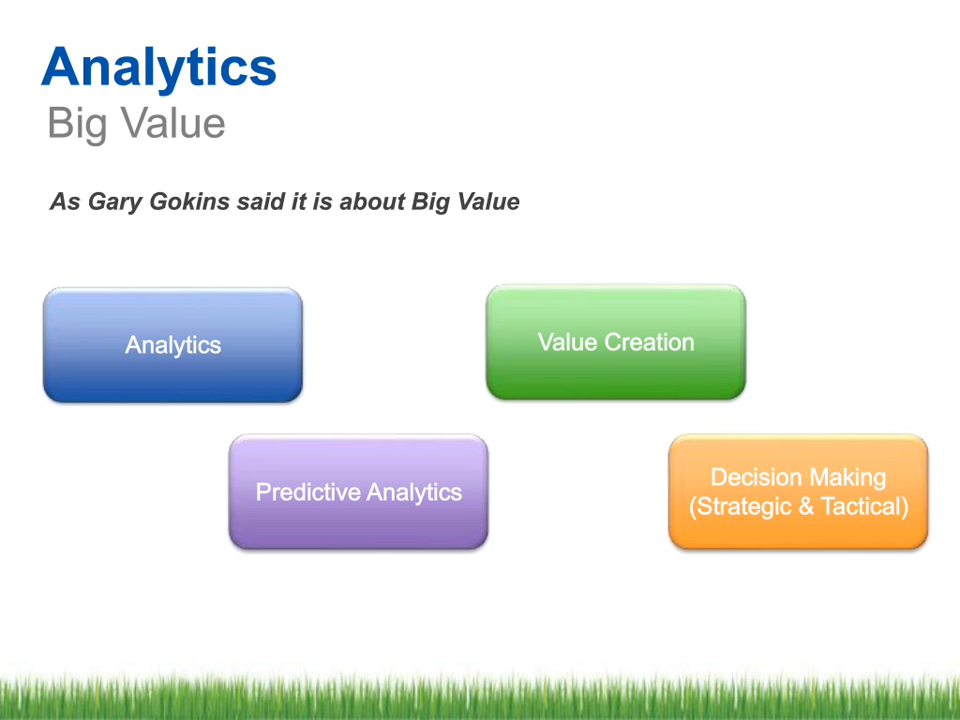 Analytics
Big Value
As Gary Gokins said it is about Big Value
Analytics
Value Creation
Predictive Analytics
Decision Making
(Strategic & Tactical)